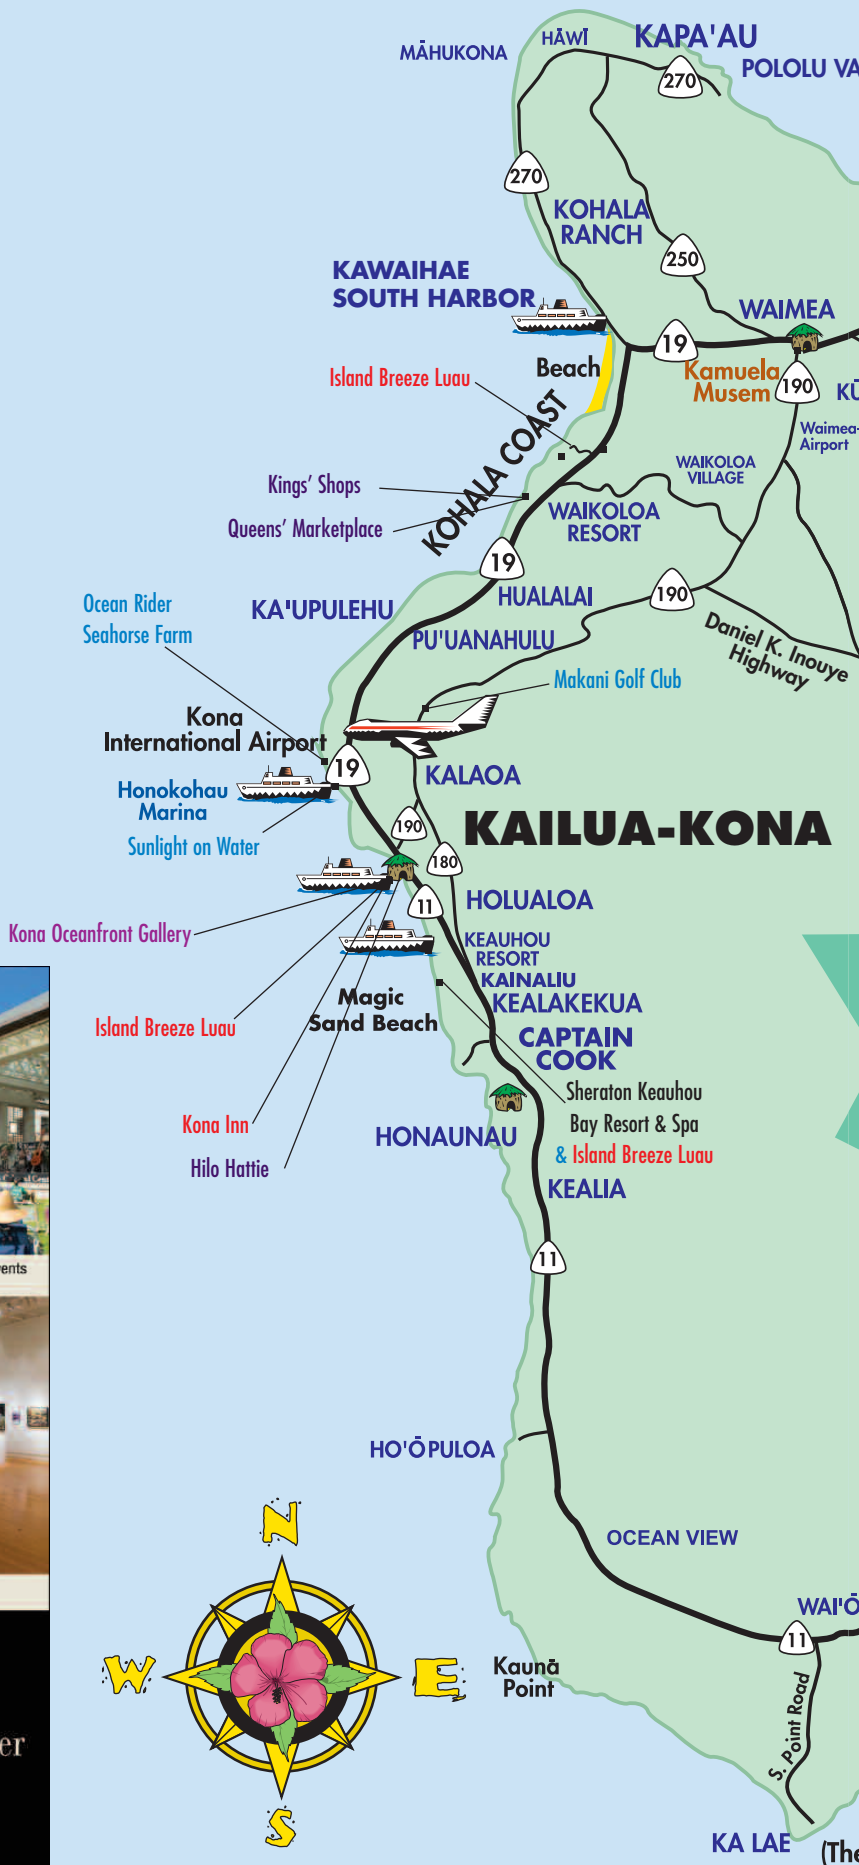 MĀHUKONA
HĀWĪ
KAPA'AU
270
POLOLU VA
270
KOHALA
RANCH
250
KAWAIHAE
SOUTH HARBOR
WAIMEA
19
Beach
Kamuela
Musem
190
KŪ
Island Breeze Luau
Waimea-
Airport
KOHALA COAST
WAIKOLOA
VILLAGE
Kings' Shops
Queens' Marketplace
WAIKOLOA
RESORT
19
HUALALAI
190
KA'UPULEHU
Ocean Rider
Seahorse Farm
PU'UANAHULU
Daniel K. Inouye
Highway
Makani Golf Club
Kona
International Airport
19
KALAOA
Honokohau
Marina
Sunlight on Water
190
KAILUA-KONA
180
11
HOLUALOA
Kona Oceanfront Gallery
KEAUHOU
RESORT
KAINALIU
KEALAKEKUA
Magic
Sand Beach
Island Breeze Luau
CAPTAIN
COOK
Sheraton Keauhou
Bay Resort & Spa
& Island Breeze Luau
Kona Inn
HONAUNAU
Hilo Hattie
KEALIA
11
ents
HO'ŌPULOA
N
OCEAN VIEW
WAI'Ō
11
W
E
Kaunā
Point
S. Point Road
er
S
KA LAE
(The